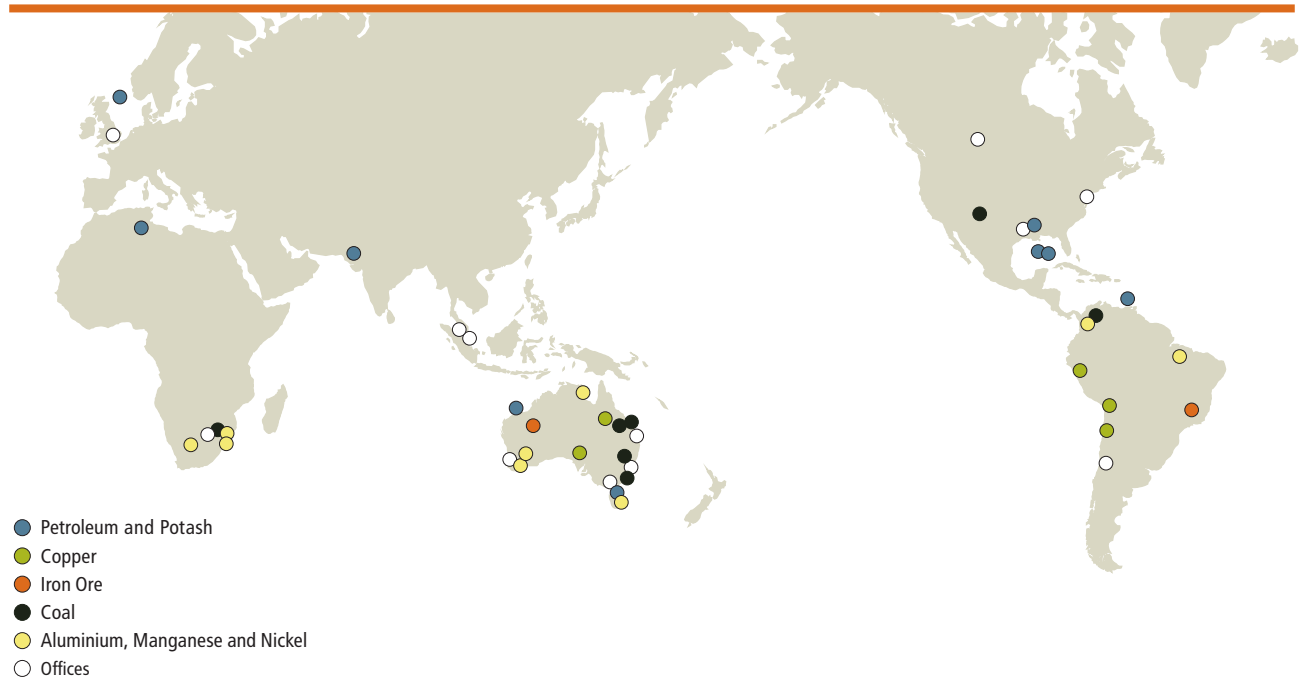 Petroleum and Potash
Copper
Iron Ore
Coal
Aluminium, Manganese and Nickel
Offices